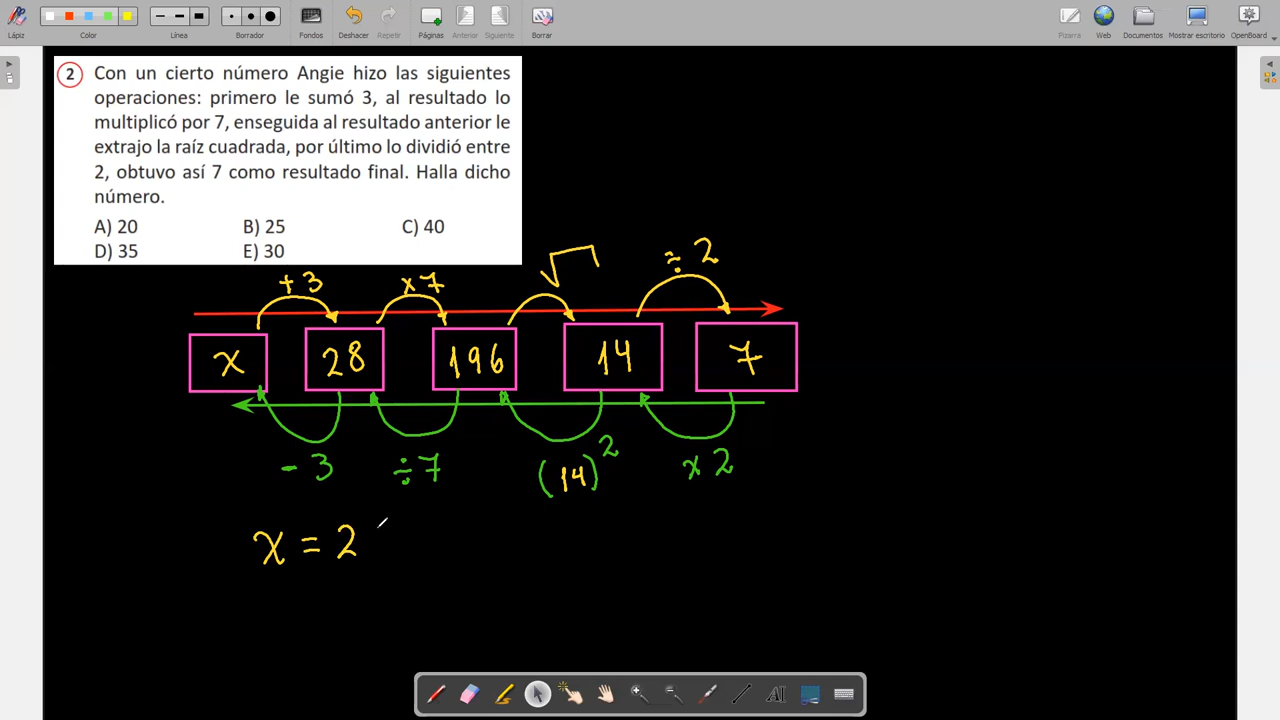 Lápiz Color Línea Borrador Fondos Deshacer Repetir Páginas Anterior Siguiente Borrar Pizarra Web Documentos Mostrar escritorio OpenBoard
2 Con un cierto número Angie hizo las siguientes
operaciones: primero le sumó 3, al resultado lo
multiplicó por 7, enseguida al resultado anterior le
extrajo la raíz cuadrada, por último lo dividió entre
2, obtuvo así 7 como resultado final. Halla dicho
número.
A) 20 B) 25 C) 40
D) 35 E) 30
+3 x7 √ ÷2
x 28 196 14 7
-3 ÷7 (14)² x2
x = 2
AI